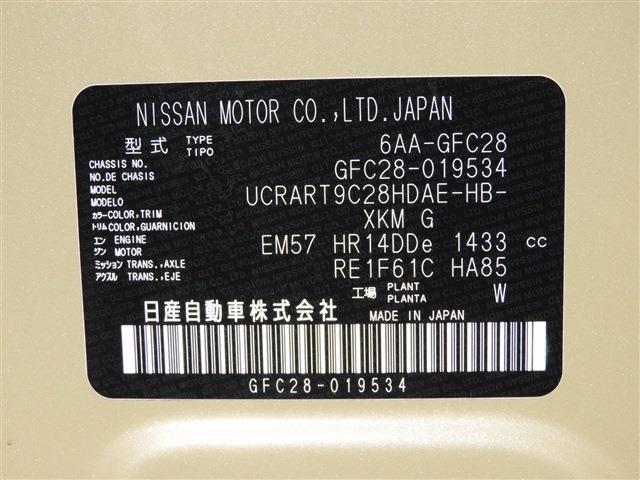 NISSAN MOTOR CO.,LTD.JAPAN
型式 TYPE TIPO 6AA-GFC28
CHASSIS NO. NO.DE CHASIS GFC28-019534
MODEL MODELO UCRART9C28HDAE-HB-
カラー COLOR,TRIM トリム COLOR,GUARNICION XKM G
エン ENGINE ジン MOTOR EM57 HR14DDe 1433 cc
ミッション TRANS.,AXLE アクスル TRANS.,EJE RE1F61C HA85
工場 PLANT PLANTA W
日産自動車株式会社 MADE IN JAPAN
GFC28-019534